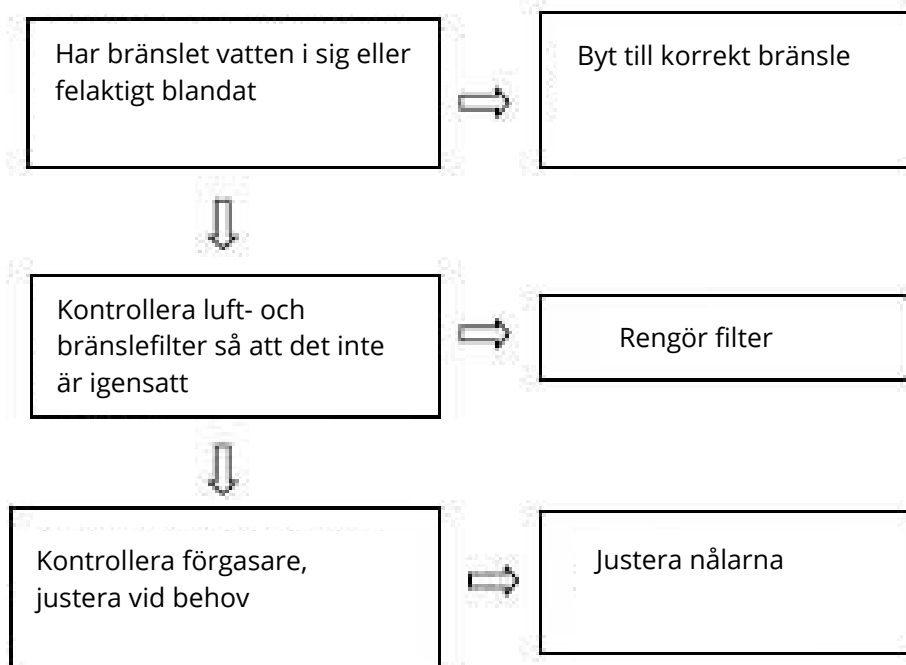 Har bränslet vatten i sig eller
felaktigt blandat
Byt till korrekt bränsle
Kontrollera luft- och
bränslefilter så att det inte
är igensatt
Rengör filter
Kontrollera förgasare,
justera vid behov
Justera nålarna